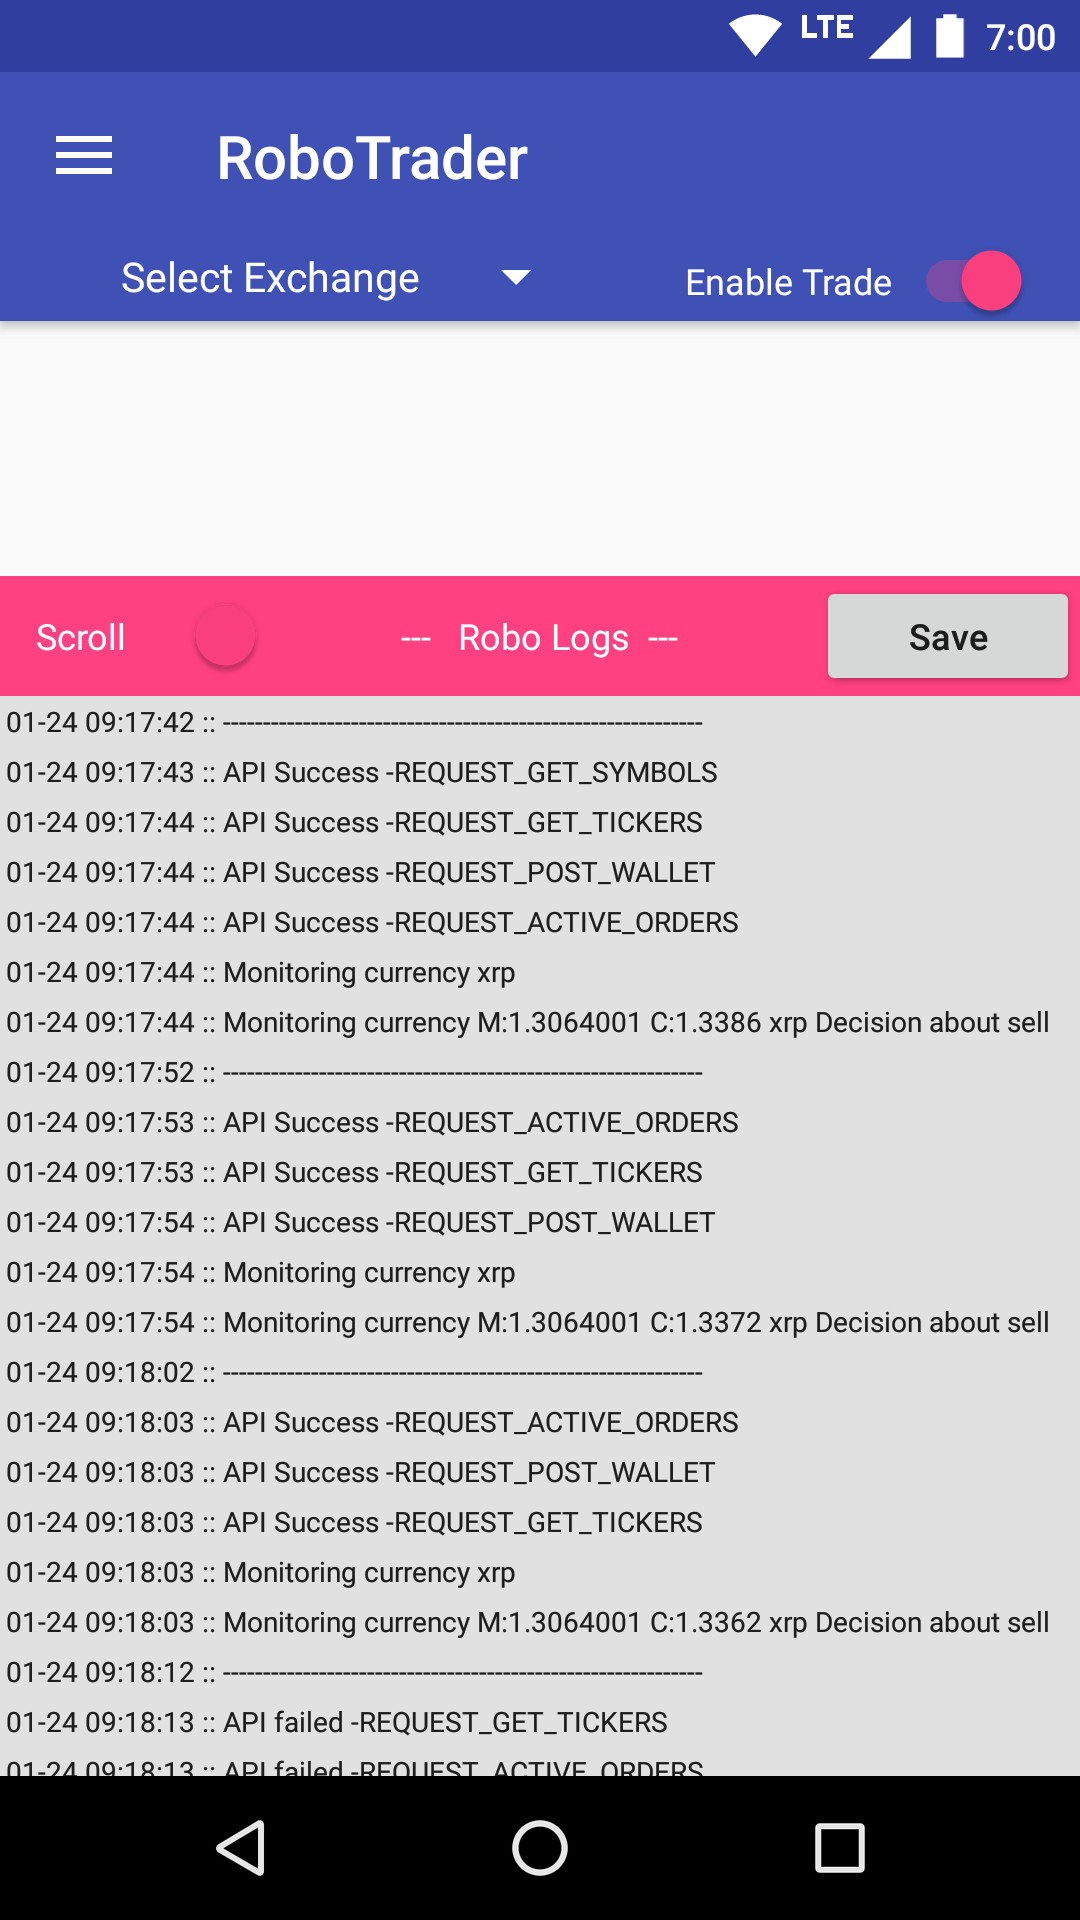 LTE 7:00
RoboTrader
Select Exchange Enable Trade
Scroll --- Robo Logs --- Save
01-24 09:17:42 :: ------------------------------------------------------------
01-24 09:17:43 :: API Success -REQUEST_GET_SYMBOLS
01-24 09:17:44 :: API Success -REQUEST_GET_TICKERS
01-24 09:17:44 :: API Success -REQUEST_POST_WALLET
01-24 09:17:44 :: API Success -REQUEST_ACTIVE_ORDERS
01-24 09:17:44 :: Monitoring currency xrp
01-24 09:17:44 :: Monitoring currency M:1.3064001 C:1.3386 xrp Decision about sell
01-24 09:17:52 :: ------------------------------------------------------------
01-24 09:17:53 :: API Success -REQUEST_ACTIVE_ORDERS
01-24 09:17:53 :: API Success -REQUEST_GET_TICKERS
01-24 09:17:54 :: API Success -REQUEST_POST_WALLET
01-24 09:17:54 :: Monitoring currency xrp
01-24 09:17:54 :: Monitoring currency M:1.3064001 C:1.3372 xrp Decision about sell
01-24 09:18:02 :: ------------------------------------------------------------
01-24 09:18:03 :: API Success -REQUEST_ACTIVE_ORDERS
01-24 09:18:03 :: API Success -REQUEST_POST_WALLET
01-24 09:18:03 :: API Success -REQUEST_GET_TICKERS
01-24 09:18:03 :: Monitoring currency xrp
01-24 09:18:03 :: Monitoring currency M:1.3064001 C:1.3362 xrp Decision about sell
01-24 09:18:12 :: ------------------------------------------------------------
01-24 09:18:13 :: API failed -REQUEST_GET_TICKERS
01-24 09:18:13 :: API failed -REQUEST_ACTIVE_ORDERS